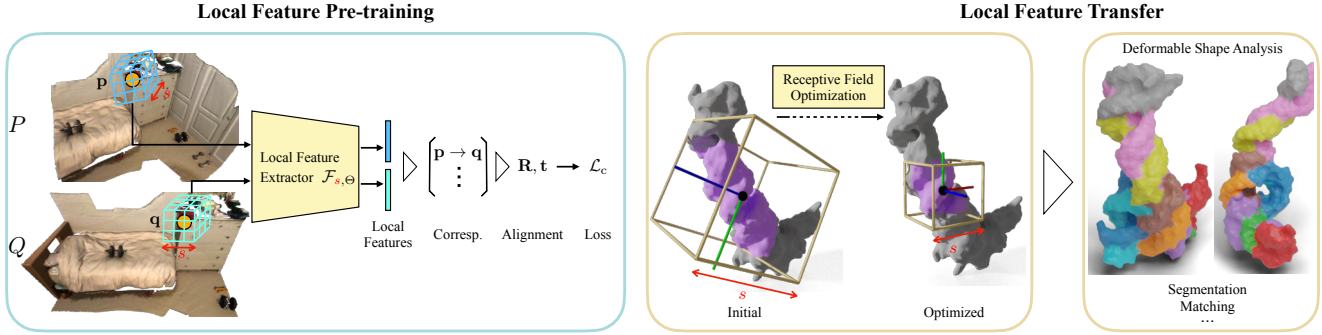 Local Feature Pre-training
P
p
s
Q
q
s
Local Feature
Extractor 𝓕s,Θ
Local
Features
p → q
⋮
Corresp.
R, t
Alignment
𝓛c
Loss
Local Feature Transfer
s
Initial
Receptive Field
Optimization
s
Optimized
Deformable Shape Analysis
Segmentation
Matching
...